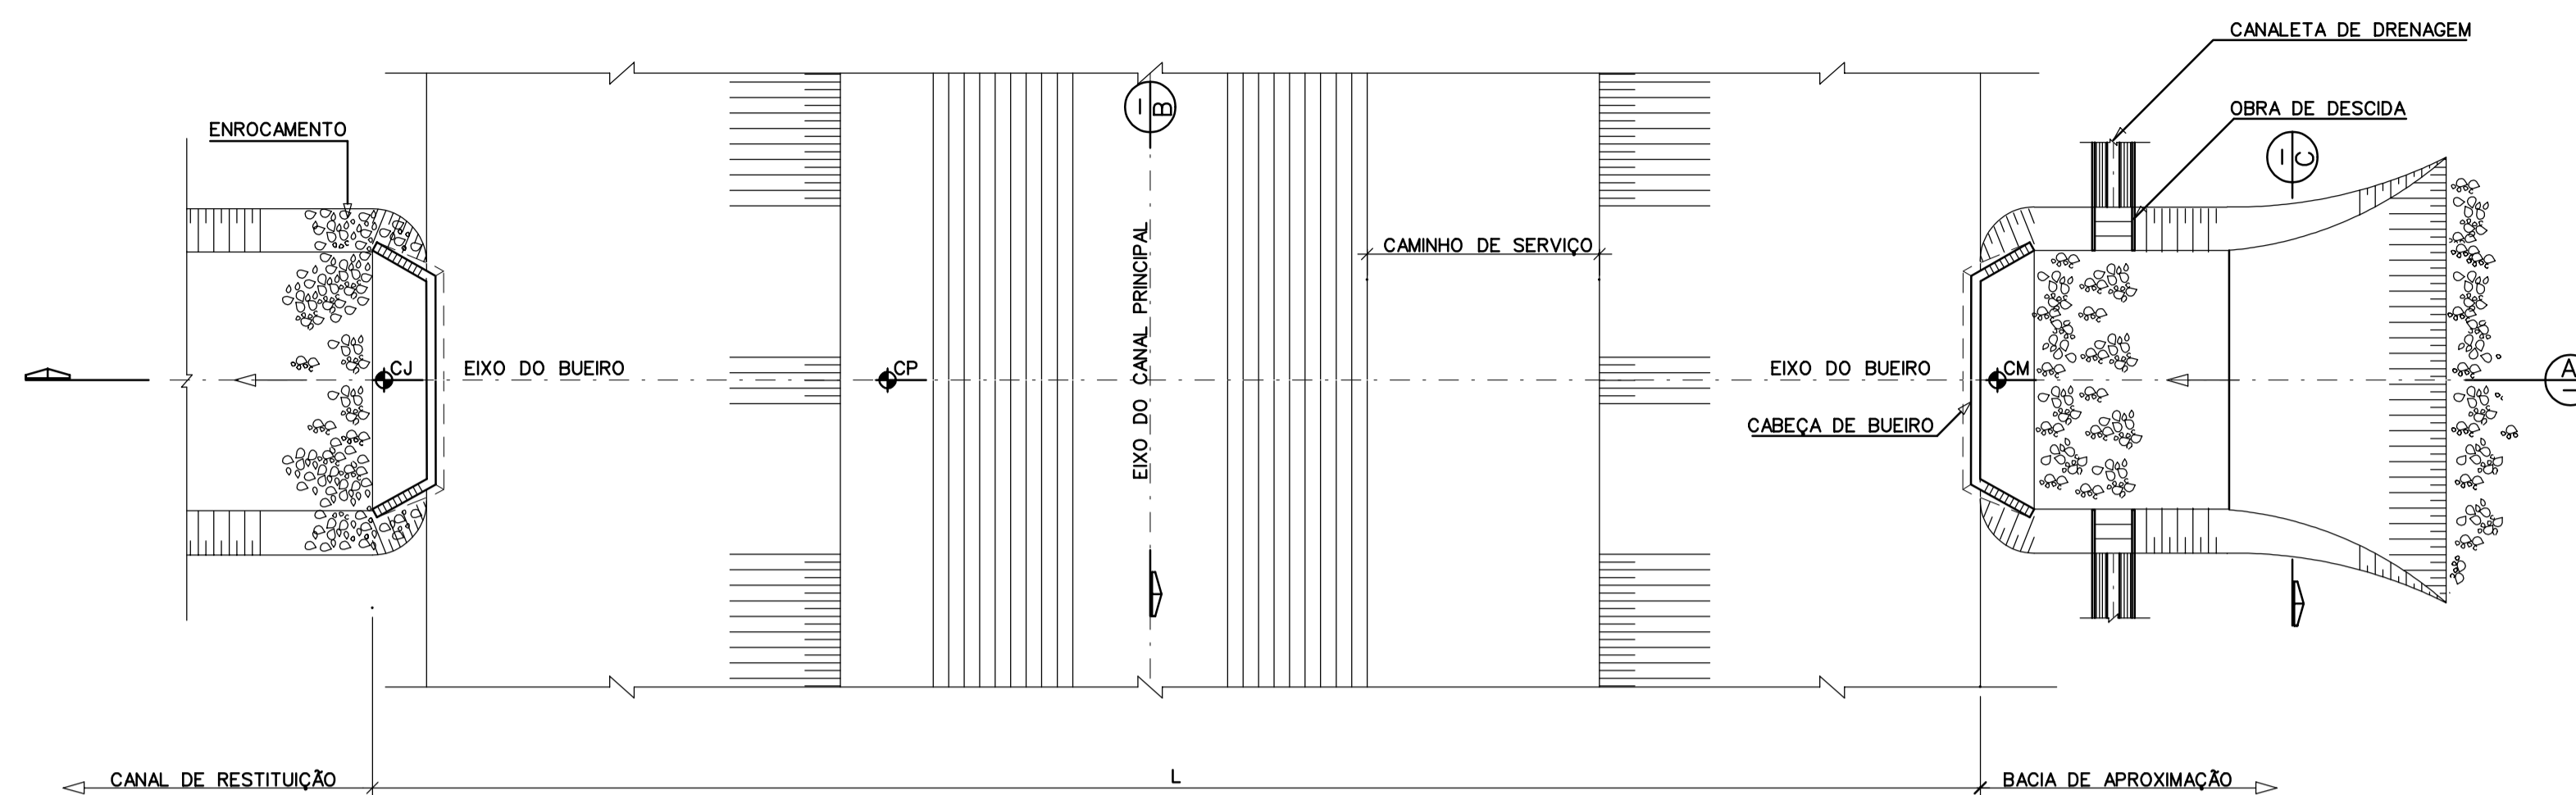 CANALETA DE DRENAGEM
OBRA DE DESCIDA
ENROCAMENTO
B
C
CAMINHO DE SERVIÇO
EIXO DO CANAL PRINCIPAL
CJ
EIXO DO BUEIRO
CP
EIXO DO BUEIRO
CM
A
CABEÇA DE BUEIRO
CANAL DE RESTITUIÇÃO
L
BACIA DE APROXIMAÇÃO